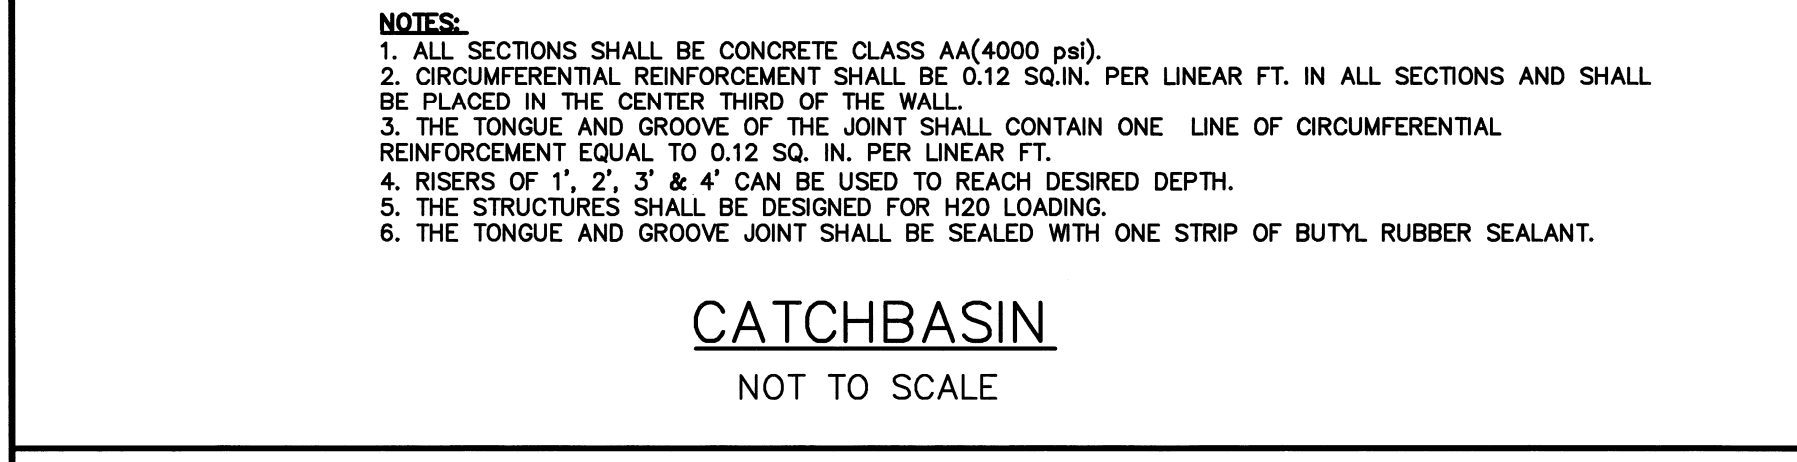 NOTES:
1. ALL SECTIONS SHALL BE CONCRETE CLASS AA(4000 psi).
2. CIRCUMFERENTIAL REINFORCEMENT SHALL BE 0.12 SQ.IN. PER LINEAR FT. IN ALL SECTIONS AND SHALL
BE PLACED IN THE CENTER THIRD OF THE WALL.
3. THE TONGUE AND GROOVE OF THE JOINT SHALL CONTAIN ONE LINE OF CIRCUMFERENTIAL
REINFORCEMENT EQUAL TO 0.12 SQ. IN. PER LINEAR FT.
4. RISERS OF 1', 2', 3' & 4' CAN BE USED TO REACH DESIRED DEPTH.
5. THE STRUCTURES SHALL BE DESIGNED FOR H20 LOADING.
6. THE TONGUE AND GROOVE JOINT SHALL BE SEALED WITH ONE STRIP OF BUTYL RUBBER SEALANT.
CATCHBASIN
NOT TO SCALE